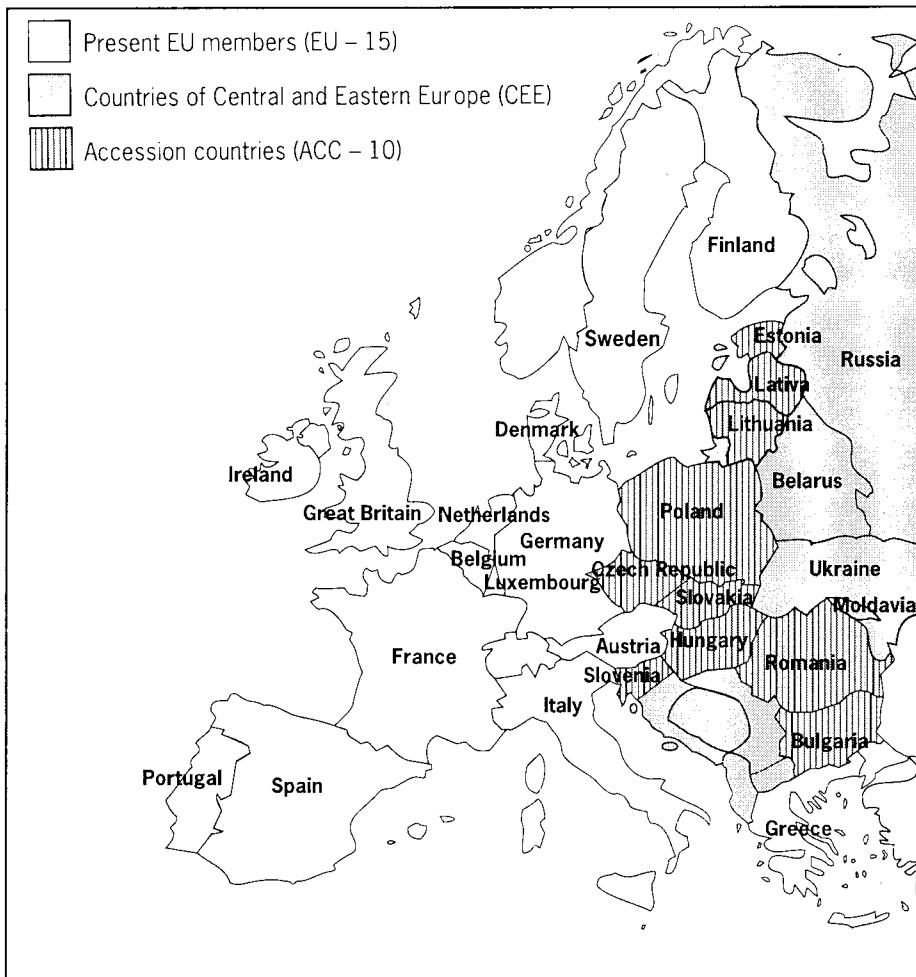 Present EU members (EU – 15)
Countries of Central and Eastern Europe (CEE)
Accession countries (ACC – 10)
Finland
Sweden
Estonia
Russia
Lativa
Lithuania
Denmark
Ireland
Belarus
Great Britain
Netherlands
Poland
Germany
Belgium
Czech Republic
Ukraine
Luxembourg
Slovakia
Moldavia
Austria
Hungary
France
Romania
Slovenia
Italy
Bulgaria
Portugal
Spain
Greece